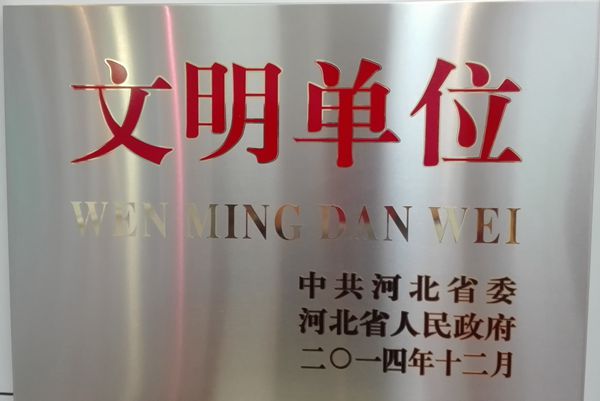 文明单位
WEN MING DAN WEI
中共河北省委
河北省人民政府
二〇一四年十二月